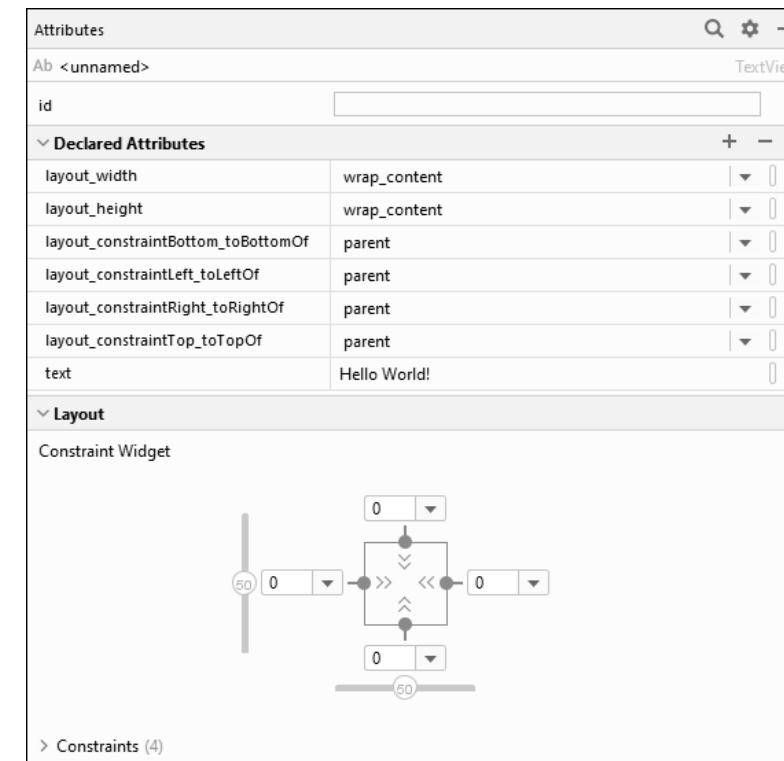 Attributes
Ab <unnamed> TextVie
id
Declared Attributes
layout_width wrap_content
layout_height wrap_content
layout_constraintBottom_toBottomOf parent
layout_constraintLeft_toLeftOf parent
layout_constraintRight_toRightOf parent
layout_constraintTop_toTopOf parent
text Hello World!
Layout
Constraint Widget
0
50 0 0
0
50
Constraints (4)